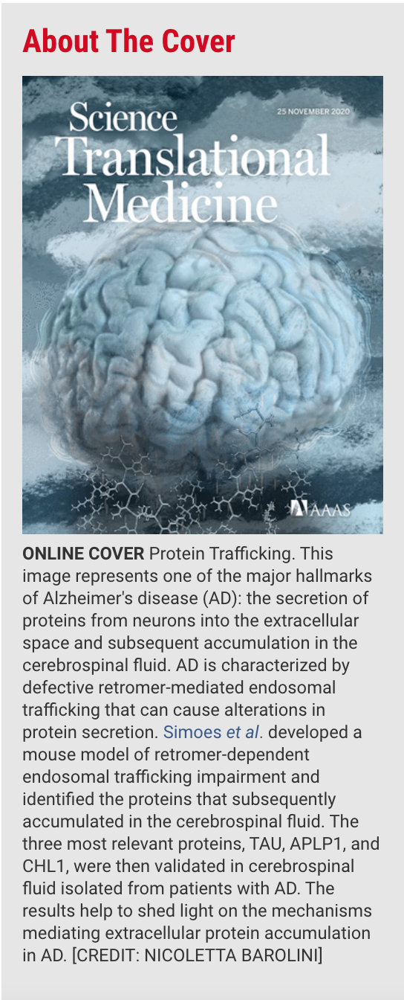 About The Cover
Science
25 NOVEMBER 2020
Translational
Medicine
AAAS
ONLINE COVER Protein Trafficking. This
image represents one of the major hallmarks
of Alzheimer's disease (AD): the secretion of
proteins from neurons into the extracellular
space and subsequent accumulation in the
cerebrospinal fluid. AD is characterized by
defective retromer-mediated endosomal
trafficking that can cause alterations in
protein secretion. Simoes et al. developed a
mouse model of retromer-dependent
endosomal trafficking impairment and
identified the proteins that subsequently
accumulated in the cerebrospinal fluid. The
three most relevant proteins, TAU, APLP1, and
CHL1, were then validated in cerebrospinal
fluid isolated from patients with AD. The
results help to shed light on the mechanisms
mediating extracellular protein accumulation
in AD. [CREDIT: NICOLETTA BAROLINI]